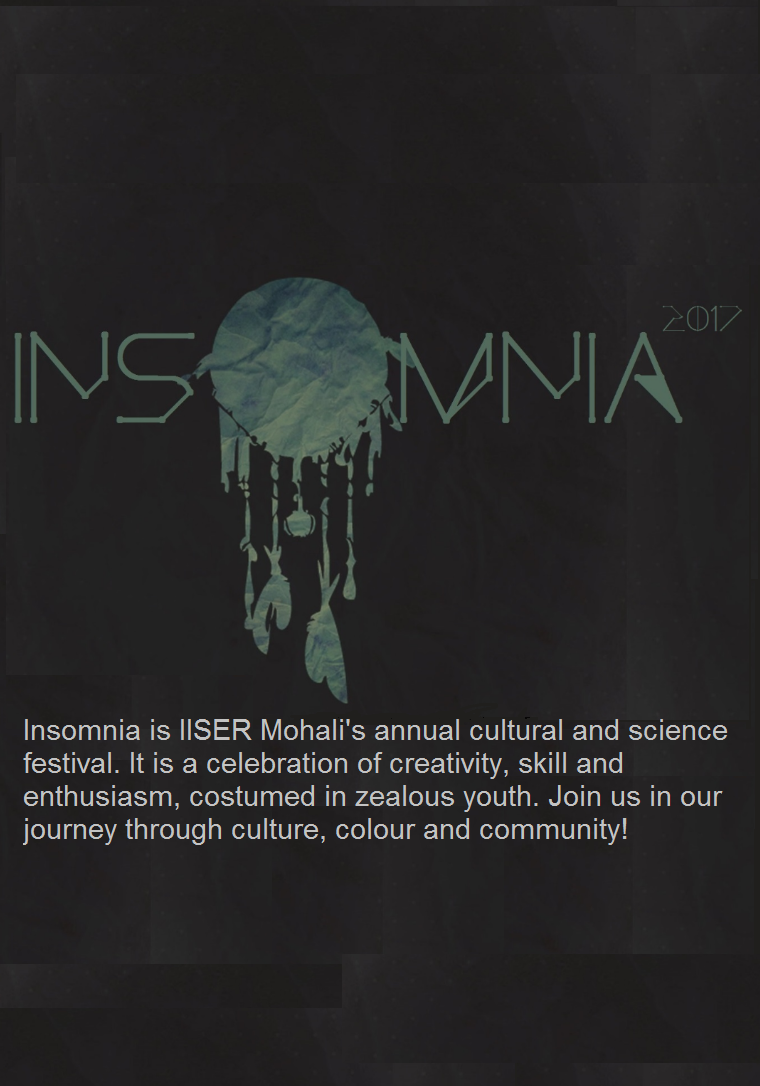 2017
INSOMNIA
Insomnia is IISER Mohali's annual cultural and science
festival. It is a celebration of creativity, skill and
enthusiasm, costumed in zealous youth. Join us in our
journey through culture, colour and community!